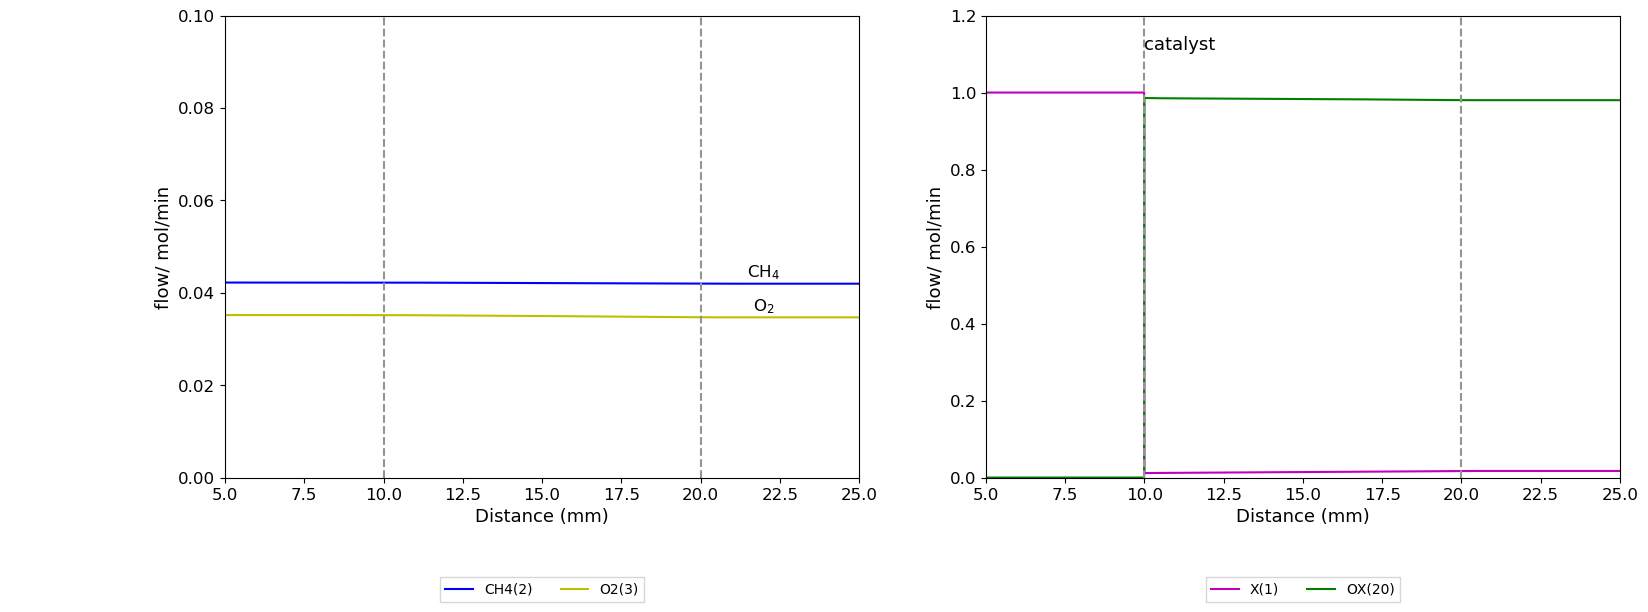 0.10
0.08
0.06
0.04
0.02
0.00
flow/ mol/min
CH4
O2
5.0 7.5 10.0 12.5 15.0 17.5 20.0 22.5 25.0
Distance (mm)
CH4(2) O2(3)
1.2
1.0
0.8
0.6
0.4
0.2
0.0
flow/ mol/min
catalyst
5.0 7.5 10.0 12.5 15.0 17.5 20.0 22.5 25.0
Distance (mm)
X(1) OX(20)